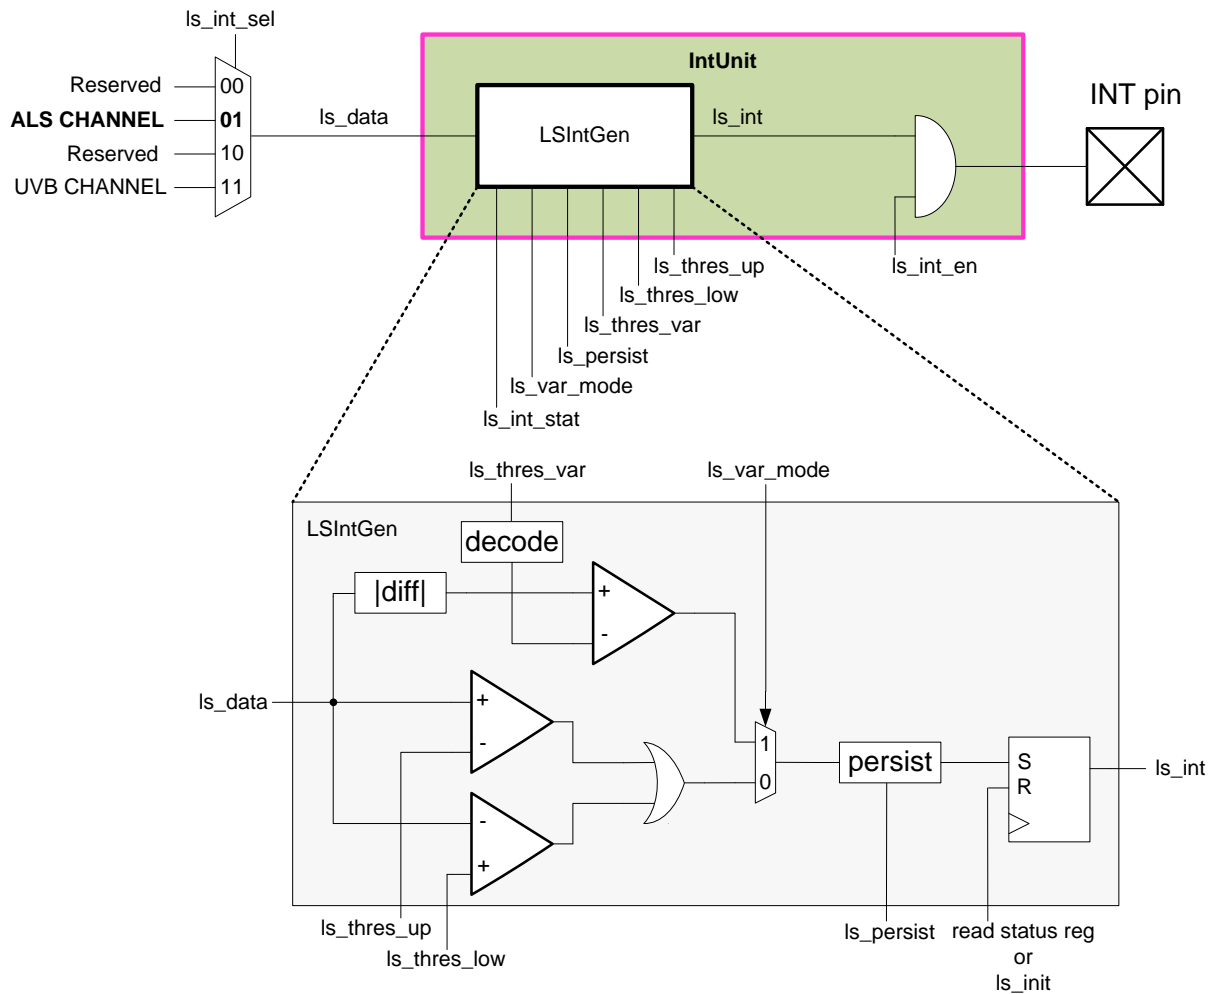 ls_int_sel
Reserved
00
ALS CHANNEL
01
Reserved
10
UVB CHANNEL
11
ls_data
IntUnit
LSIntGen
ls_int
INT pin
ls_int_en
ls_thres_up
ls_thres_low
ls_thres_var
ls_persist
ls_var_mode
ls_int_stat
ls_thres_var
ls_var_mode
LSIntGen
decode
|diff|
+
-
ls_data
+
-
-
+
1
0
persist
S
R
ls_int
ls_thres_up
ls_thres_low
ls_persist
read status reg
or
ls_init